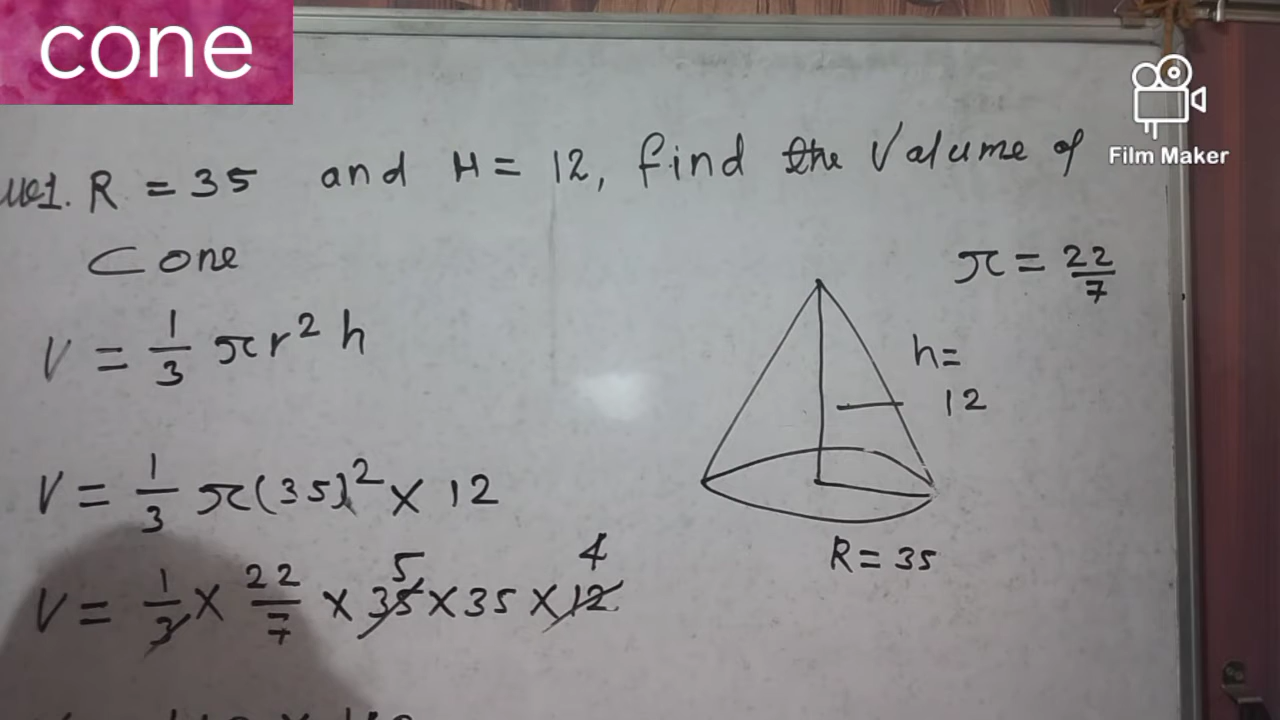 cone
Film Maker
R = 35 and H = 12, find the Valume of
Cone
π = 22/7
V = 1/3 πr² h
h =
12
V = 1/3 π(35)² × 12
R = 35
5 4
V = 1/3 × 22/7 × 35 × 35 × 12